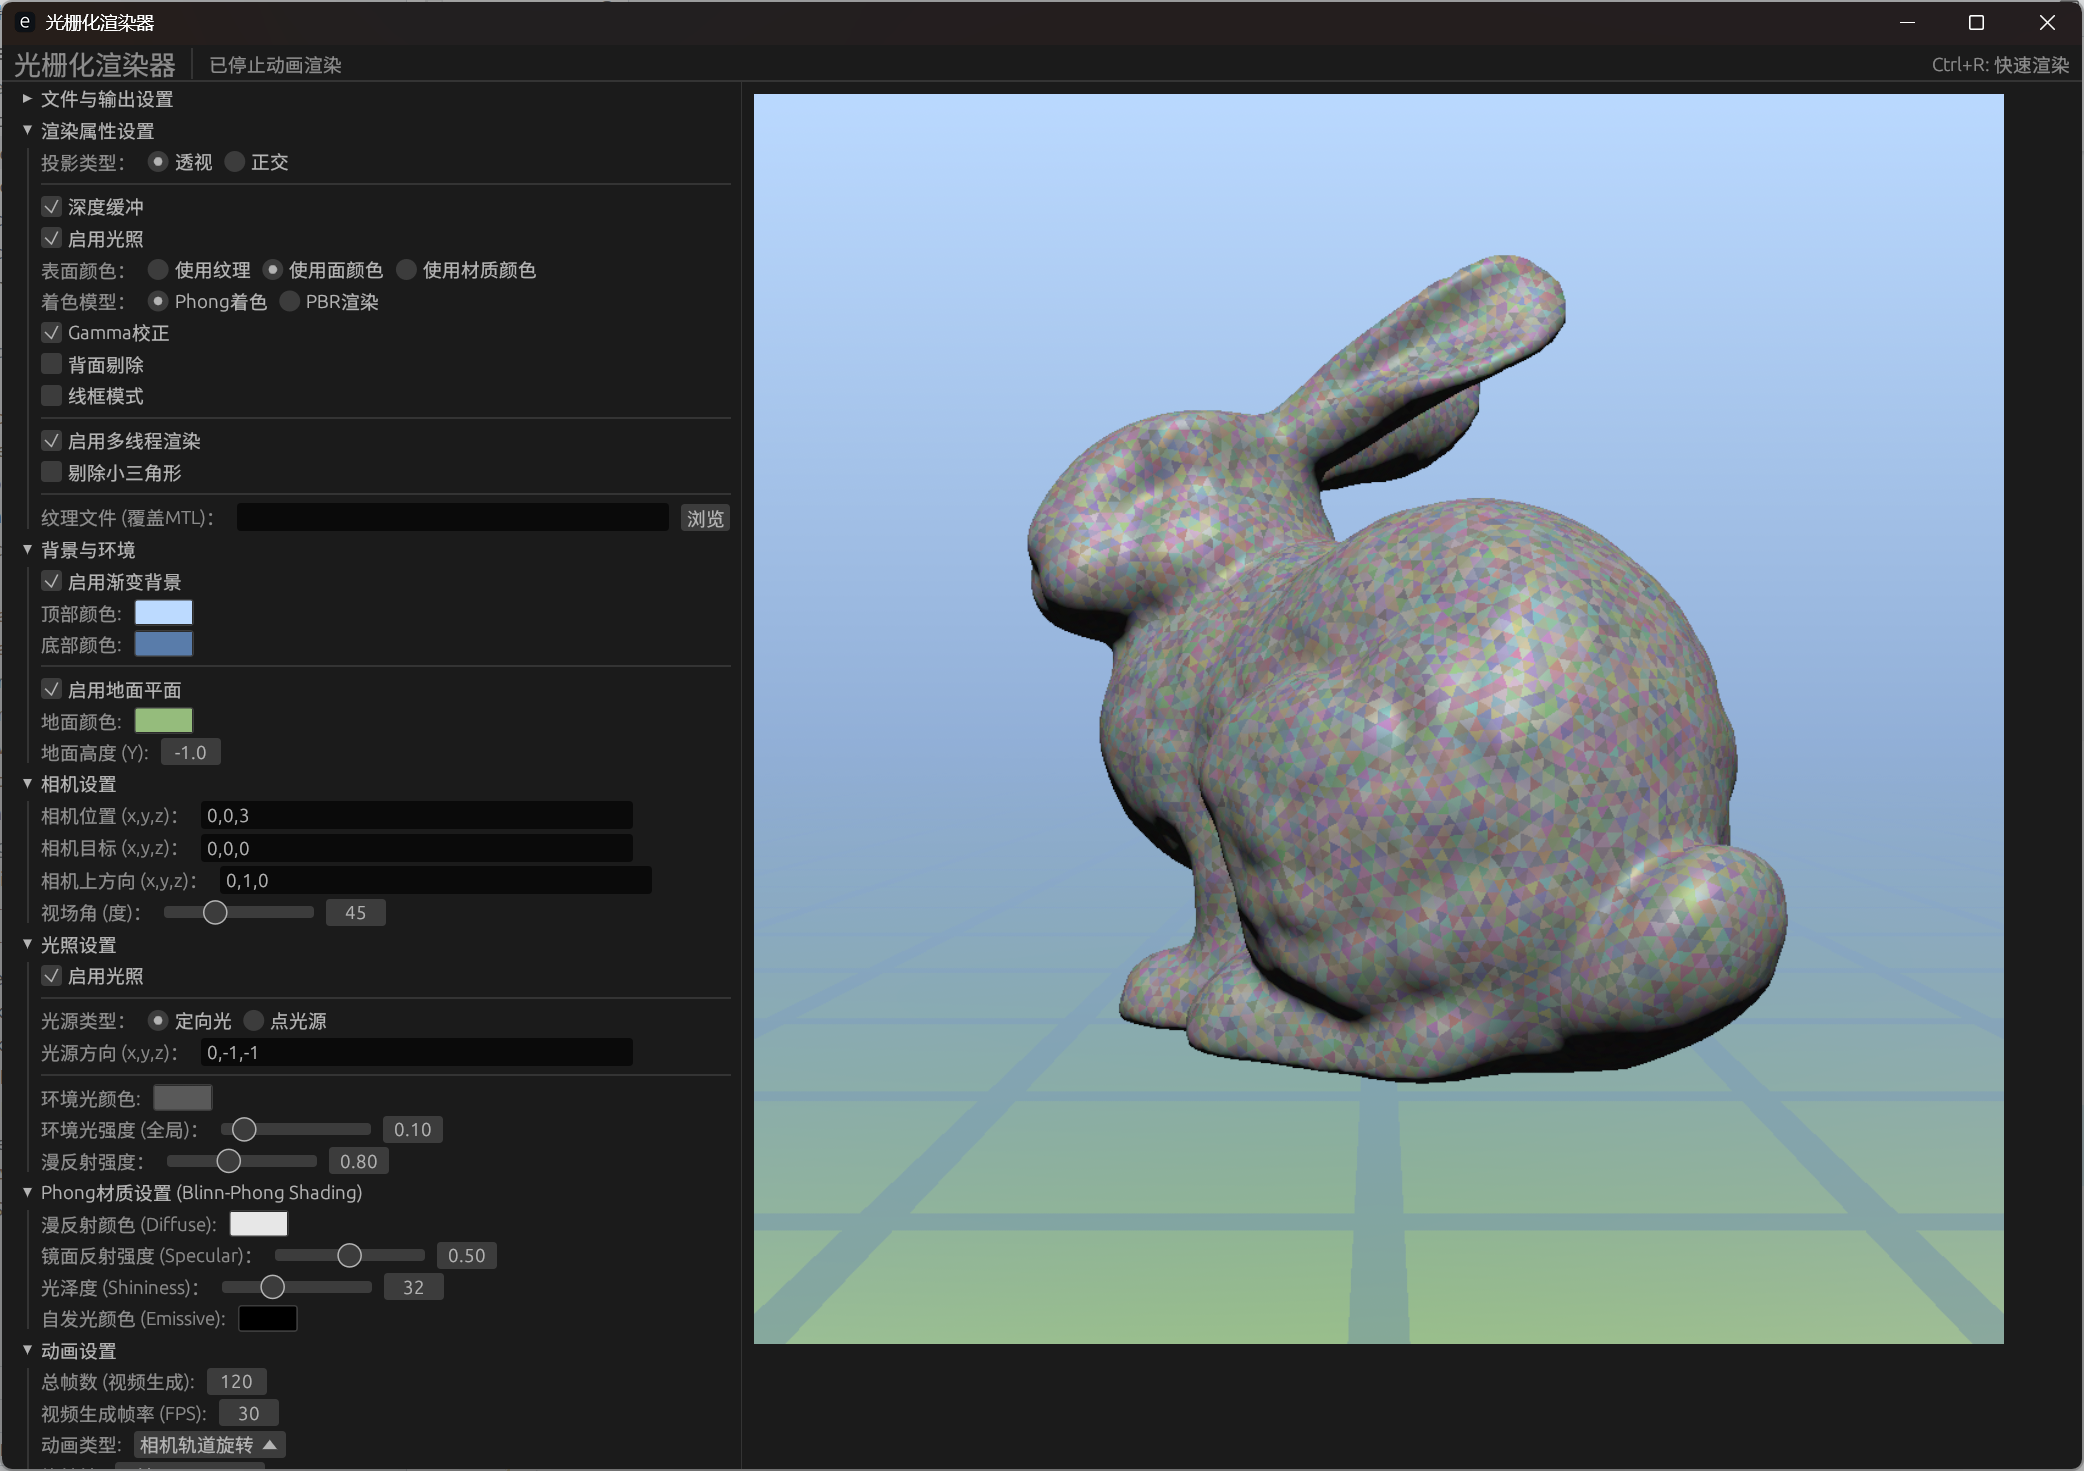 e 光栅化渲染器
光栅化渲染器 已停止动画渲染 Ctrl+R: 快速渲染
文件与输出设置
渲染属性设置
投影类型： 透视 正交
深度缓冲
启用光照
表面颜色： 使用纹理 使用面颜色 使用材质颜色
着色模型： Phong着色 PBR渲染
Gamma校正
背面剔除
线框模式
启用多线程渲染
剔除小三角形
纹理文件 (覆盖MTL)： 浏览
背景与环境
启用渐变背景
顶部颜色:
底部颜色:
启用地面平面
地面颜色:
地面高度 (Y): -1.0
相机设置
相机位置 (x,y,z)： 0,0,3
相机目标 (x,y,z)： 0,0,0
相机上方向 (x,y,z)： 0,1,0
视场角 (度)： 45
光照设置
启用光照
光源类型： 定向光 点光源
光源方向 (x,y,z)： 0,-1,-1
环境光颜色:
环境光强度 (全局)： 0.10
漫反射强度： 0.80
Phong材质设置 (Blinn-Phong Shading)
漫反射颜色 (Diffuse):
镜面反射强度 (Specular)： 0.50
光泽度 (Shininess)： 32
自发光颜色 (Emissive):
动画设置
总帧数 (视频生成): 120
视频生成帧率 (FPS): 30
动画类型: 相机轨道旋转